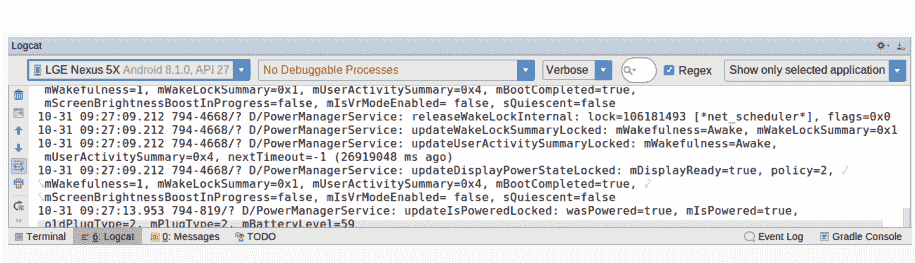 Logcat
LGE Nexus 5X Android 8.1.0, API 27 No Debuggable Processes Verbose Regex Show only selected application
mWakefulness=1, mWakeLockSummary=0x1, mUserActivitySummary=0x4, mBootCompleted=true,
mScreenBrightnessBoostInProgress=false, mIsVrModeEnabled= false, sQuiescent=false
10-31 09:27:09.212 794-4668/? D/PowerManagerService: releaseWakeLockInternal: lock=106181493 [*net_scheduler*], flags=0x0
10-31 09:27:09.212 794-4668/? D/PowerManagerService: updateWakeLockSummaryLocked: mWakefulness=Awake, mWakeLockSummary=0x1
10-31 09:27:09.212 794-4668/? D/PowerManagerService: updateUserActivitySummaryLocked: mWakefulness=Awake,
mUserActivitySummary=0x4, nextTimeout=-1 (26919048 ms ago)
10-31 09:27:09.212 794-4668/? D/PowerManagerService: updateDisplayPowerStateLocked: mDisplayReady=true, policy=2,
mWakefulness=1, mWakeLockSummary=0x1, mUserActivitySummary=0x4, mBootCompleted=true,
mScreenBrightnessBoostInProgress=false, mIsVrModeEnabled= false, sQuiescent=false
10-31 09:27:13.953 794-819/? D/PowerManagerService: updateIsPoweredLocked: wasPowered=true, mIsPowered=true,
oldPlugType=2, mPlugType=2, mBatteryLevel=59
Terminal 6: Logcat 0: Messages TODO Event Log Gradle Console